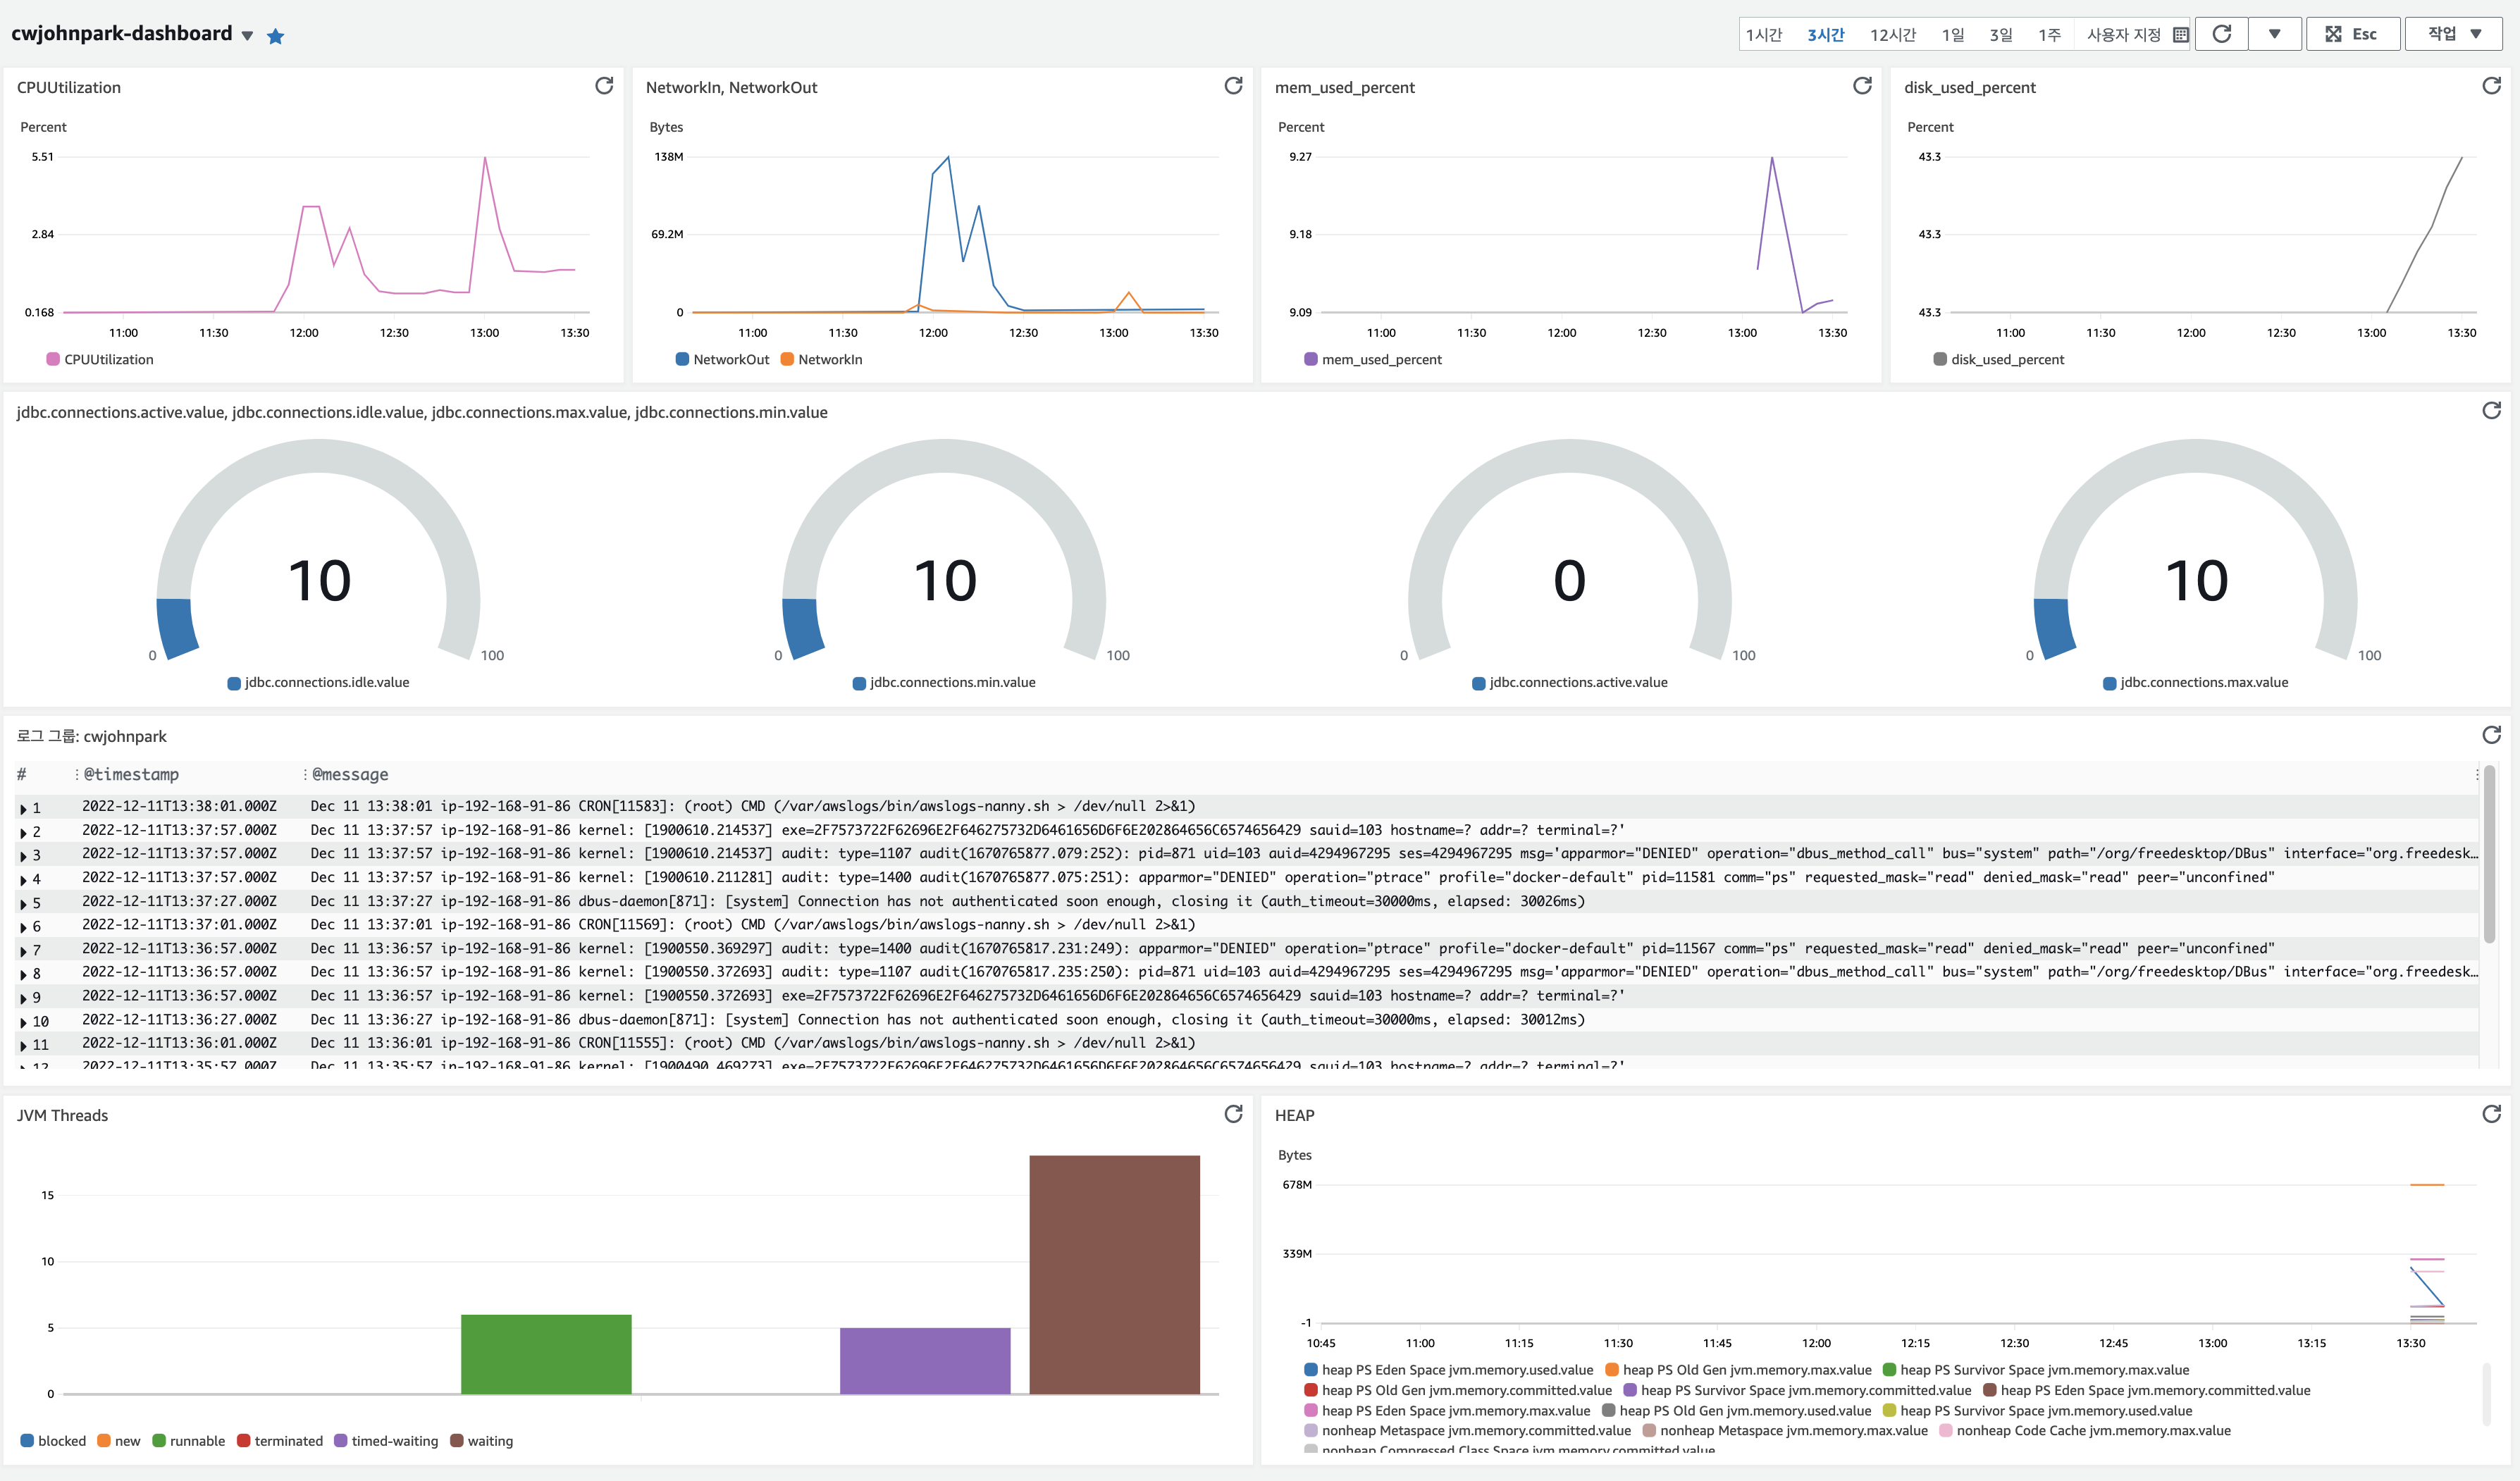 cwjohnpark-dashboard
1시간 3시간 12시간 1일 3일 1주 사용자 지정 Esc 작업
CPUUtilization
Percent
5.51
2.84
0.168
11:00 11:30 12:00 12:30 13:00 13:30
CPUUtilization
NetworkIn, NetworkOut
Bytes
138M
69.2M
0
11:00 11:30 12:00 12:30 13:00 13:30
NetworkOut NetworkIn
mem_used_percent
Percent
9.27
9.18
9.09
11:00 11:30 12:00 12:30 13:00 13:30
mem_used_percent
disk_used_percent
Percent
43.3
43.3
43.3
11:00 11:30 12:00 12:30 13:00 13:30
disk_used_percent
jdbc.connections.active.value, jdbc.connections.idle.value, jdbc.connections.max.value, jdbc.connections.min.value
10
0 100
jdbc.connections.idle.value
10
0 100
jdbc.connections.min.value
0
0 100
jdbc.connections.active.value
10
0 100
jdbc.connections.max.value
로그 그룹: cwjohnpark
# @timestamp @message
1 2022-12-11T13:38:01.000Z Dec 11 13:38:01 ip-192-168-91-86 CRON[11583]: (root) CMD (/var/awslogs/bin/awslogs-nanny.sh > /dev/null 2>&1)
2 2022-12-11T13:37:57.000Z Dec 11 13:37:57 ip-192-168-91-86 kernel: [1900610.214537] exe=2F7573722F62696E2F646275732D6461656D6F6E202864656C6574656429 sauid=103 hostname=? addr=? terminal=?'
3 2022-12-11T13:37:57.000Z Dec 11 13:37:57 ip-192-168-91-86 kernel: [1900610.214537] audit: type=1107 audit(1670765877.079:252): pid=871 uid=103 auid=4294967295 ses=4294967295 msg='apparmor="DENIED" operation="dbus_method_call" bus="system" path="/org/freedesktop/DBus" interface="org.freedesk…
4 2022-12-11T13:37:57.000Z Dec 11 13:37:57 ip-192-168-91-86 kernel: [1900610.211281] audit: type=1400 audit(1670765877.075:251): apparmor="DENIED" operation="ptrace" profile="docker-default" pid=11581 comm="ps" requested_mask="read" denied_mask="read" peer="unconfined"
5 2022-12-11T13:37:27.000Z Dec 11 13:37:27 ip-192-168-91-86 dbus-daemon[871]: [system] Connection has not authenticated soon enough, closing it (auth_timeout=30000ms, elapsed: 30026ms)
6 2022-12-11T13:37:01.000Z Dec 11 13:37:01 ip-192-168-91-86 CRON[11569]: (root) CMD (/var/awslogs/bin/awslogs-nanny.sh > /dev/null 2>&1)
7 2022-12-11T13:36:57.000Z Dec 11 13:36:57 ip-192-168-91-86 kernel: [1900550.369297] audit: type=1400 audit(1670765817.231:249): apparmor="DENIED" operation="ptrace" profile="docker-default" pid=11567 comm="ps" requested_mask="read" denied_mask="read" peer="unconfined"
8 2022-12-11T13:36:57.000Z Dec 11 13:36:57 ip-192-168-91-86 kernel: [1900550.372693] audit: type=1107 audit(1670765817.235:250): pid=871 uid=103 auid=4294967295 ses=4294967295 msg='apparmor="DENIED" operation="dbus_method_call" bus="system" path="/org/freedesktop/DBus" interface="org.freedesk…
9 2022-12-11T13:36:57.000Z Dec 11 13:36:57 ip-192-168-91-86 kernel: [1900550.372693] exe=2F7573722F62696E2F646275732D6461656D6F6E202864656C6574656429 sauid=103 hostname=? addr=? terminal=?'
10 2022-12-11T13:36:27.000Z Dec 11 13:36:27 ip-192-168-91-86 dbus-daemon[871]: [system] Connection has not authenticated soon enough, closing it (auth_timeout=30000ms, elapsed: 30012ms)
11 2022-12-11T13:36:01.000Z Dec 11 13:36:01 ip-192-168-91-86 CRON[11555]: (root) CMD (/var/awslogs/bin/awslogs-nanny.sh > /dev/null 2>&1)
12 2022-12-11T13:35:57.000Z Dec 11 13:35:57 ip-192-168-91-86 kernel: [1900490.469273] exe=2F7573722F62696E2F646275732D6461656D6F6E202864656C6574656429 sauid=103 hostname=? addr=? terminal=?'
JVM Threads
15
10
5
0
blocked new runnable terminated timed-waiting waiting
HEAP
Bytes
678M
339M
-1
10:45 11:00 11:15 11:30 11:45 12:00 12:15 12:30 12:45 13:00 13:15 13:30
heap PS Eden Space jvm.memory.used.value heap PS Old Gen jvm.memory.max.value heap PS Survivor Space jvm.memory.max.value
heap PS Old Gen jvm.memory.committed.value heap PS Survivor Space jvm.memory.committed.value heap PS Eden Space jvm.memory.committed.value
heap PS Eden Space jvm.memory.max.value heap PS Old Gen jvm.memory.used.value heap PS Survivor Space jvm.memory.used.value
nonheap Metaspace jvm.memory.committed.value nonheap Metaspace jvm.memory.max.value nonheap Code Cache jvm.memory.max.value
nonheap Compressed Class Space jvm.memory.committed.value